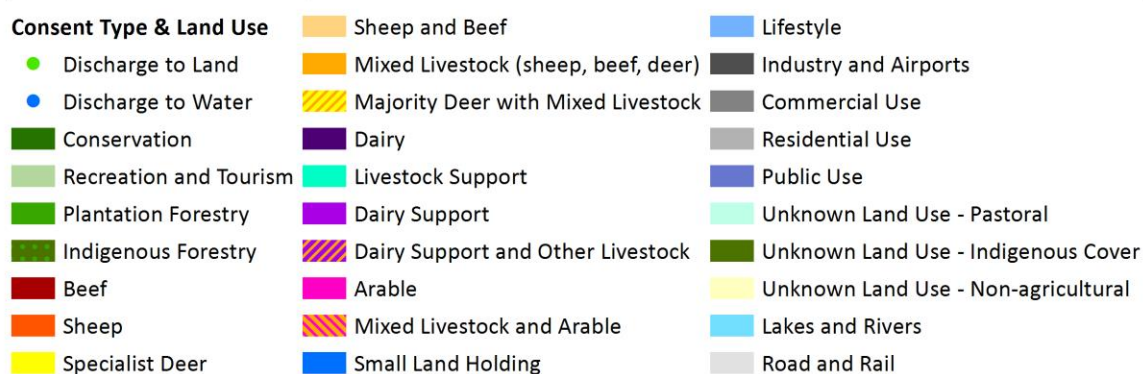 Consent Type & Land Use
Discharge to Land
Discharge to Water
Conservation
Recreation and Tourism
Plantation Forestry
Indigenous Forestry
Beef
Sheep
Specialist Deer
Sheep and Beef
Mixed Livestock (sheep, beef, deer)
Majority Deer with Mixed Livestock
Dairy
Livestock Support
Dairy Support
Dairy Support and Other Livestock
Arable
Mixed Livestock and Arable
Small Land Holding
Lifestyle
Industry and Airports
Commercial Use
Residential Use
Public Use
Unknown Land Use - Pastoral
Unknown Land Use - Indigenous Cover
Unknown Land Use - Non-agricultural
Lakes and Rivers
Road and Rail